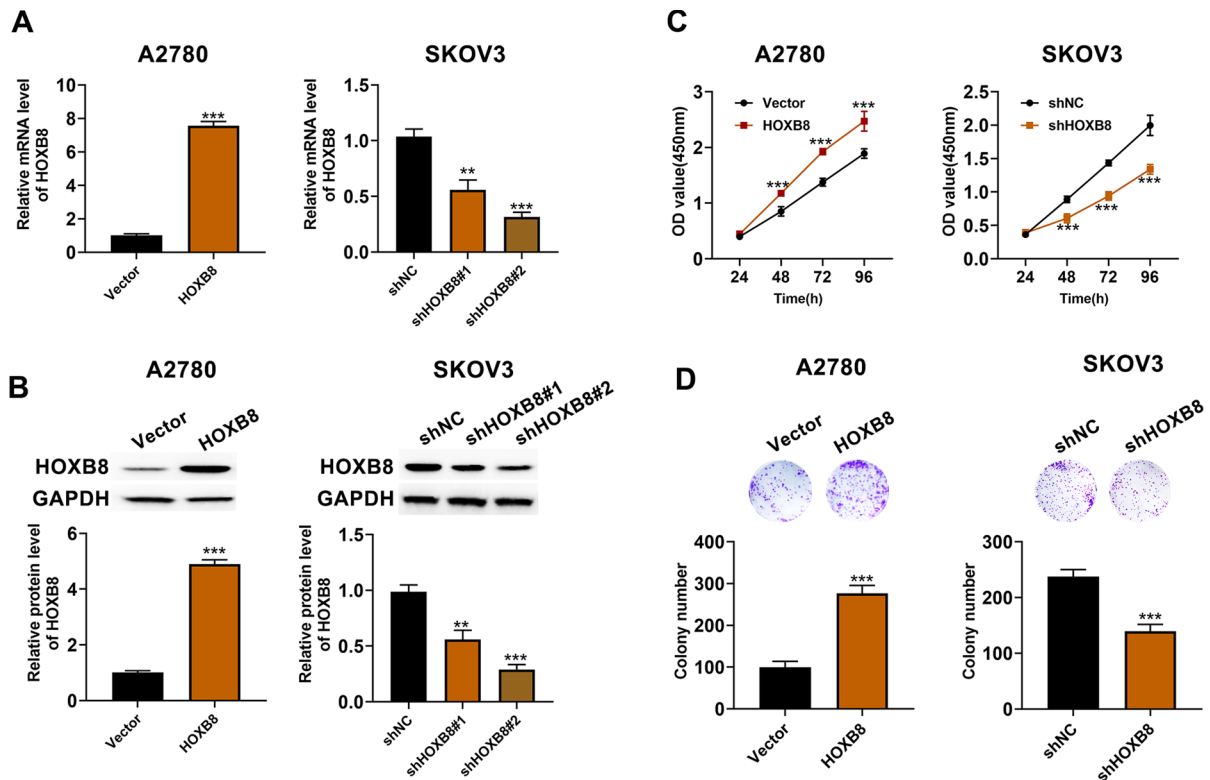 A
A2780
Relative mRNA level
of HOXB8
8
6
4
2
0
***
Vector
HOXB8
SKOV3
Relative mRNA level
of HOXB8
1.5
1.0
0.5
0.0
**
***
shNC
shHOXB8#1
shHOXB8#2
B
A2780
Vector
HOXB8
HOXB8
GAPDH
Relative protein level
of HOXB8
6
4
2
0
***
Vector
HOXB8
SKOV3
shNC
shHOXB8#1
shHOXB8#2
HOXB8
GAPDH
Relative protein level
of HOXB8
1.5
1.0
0.5
0.0
**
***
shNC
shHOXB8#1
shHOXB8#2
C
A2780
OD value(450nm)
3
2
1
0
Vector
HOXB8
***
***
***
24 48 72 96
Time(h)
SKOV3
OD value(450nm)
2.5
2.0
1.5
1.0
0.5
0.0
shNC
shHOXB8
***
***
***
24 48 72 96
Time(h)
D
A2780
Vector
HOXB8
Colony number
400
300
200
100
0
***
Vector
HOXB8
SKOV3
shNC
shHOXB8
Colony number
300
200
100
0
***
shNC
shHOXB8